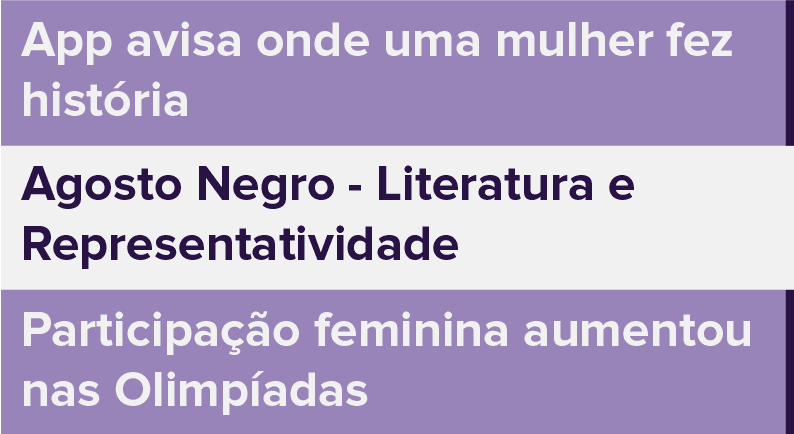 App avisa onde uma mulher fez
história
Agosto Negro - Literatura e
Representatividade
Participação feminina aumentou
nas Olimpíadas